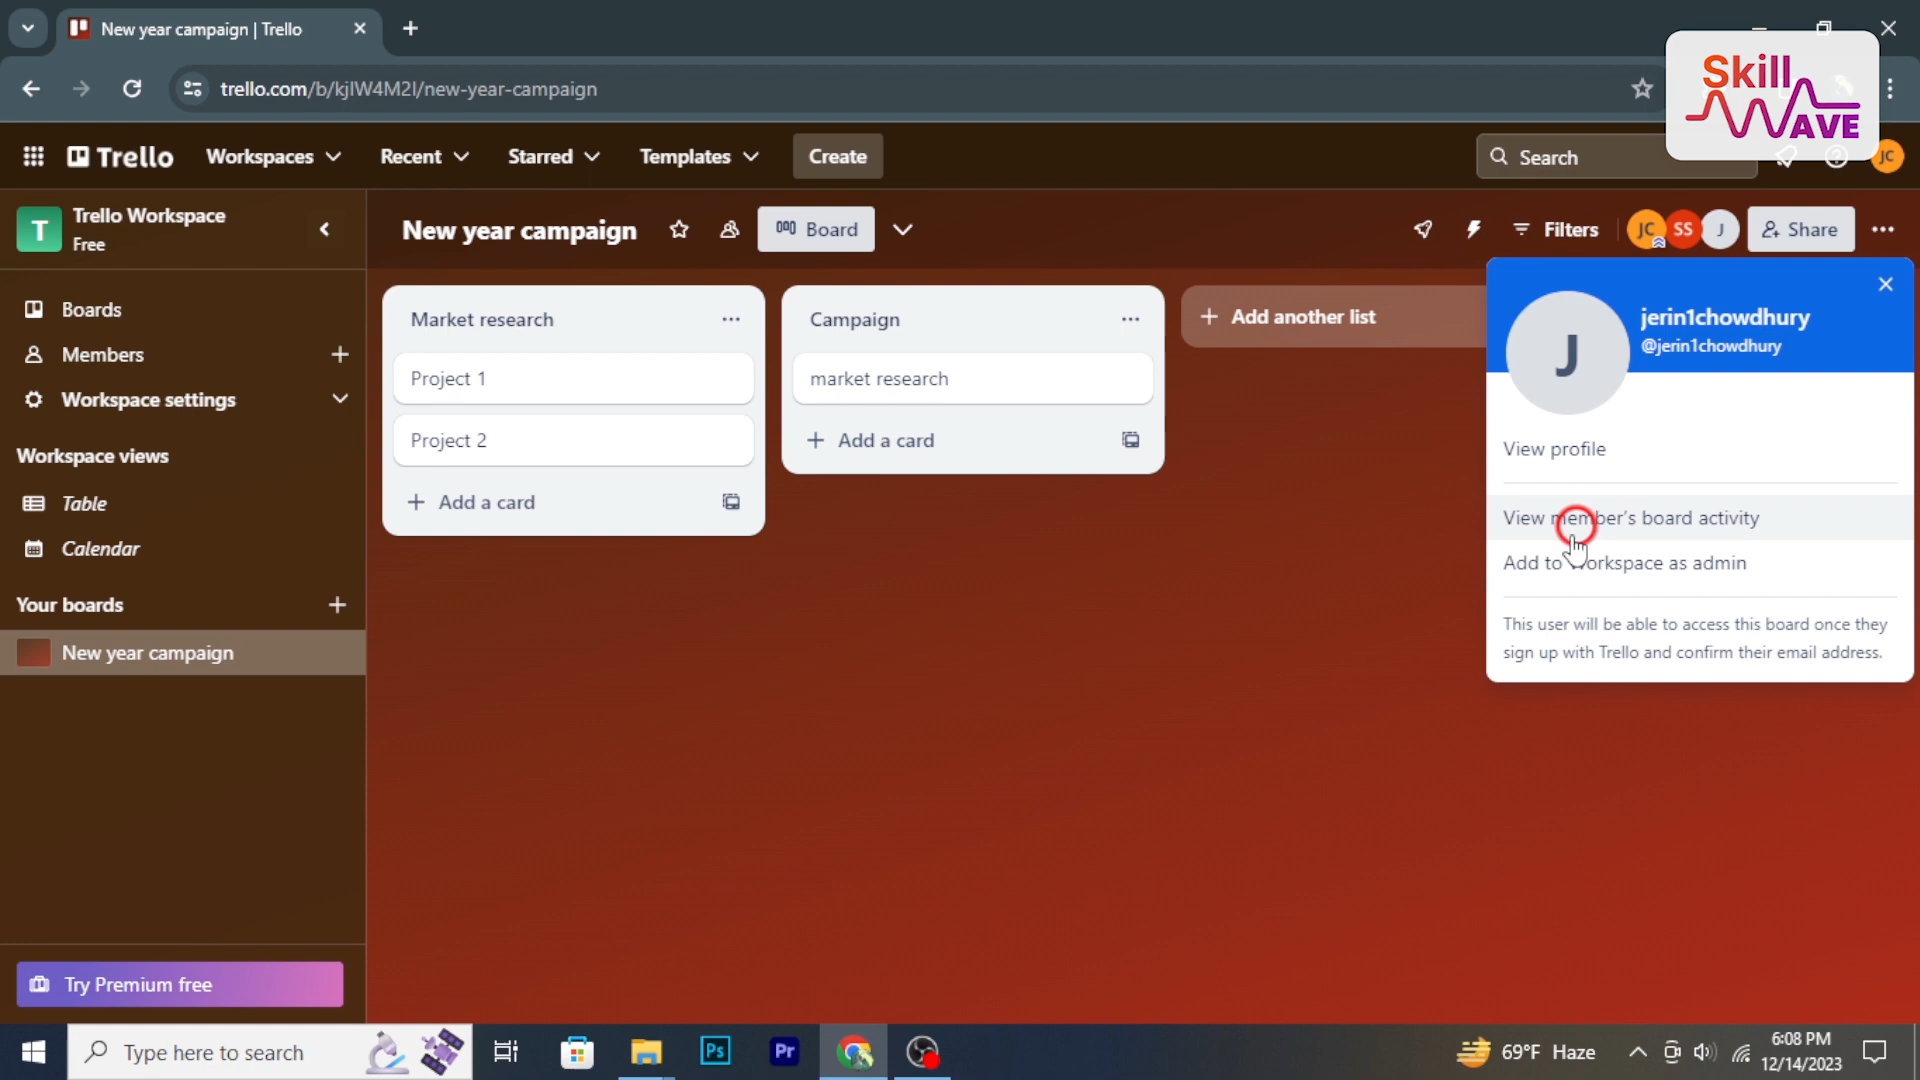 New year campaign | Trello
trello.com/b/kjlW4M2l/new-year-campaign
Skill
WAVE
Trello
Workspaces
Recent
Starred
Templates
Create
Search
JC
T
Trello Workspace
Free
New year campaign
Board
Filters
JC
SS
J
Share
Boards
Members
Workspace settings
Workspace views
Table
Calendar
Your boards
New year campaign
Try Premium free
Market research
Project 1
Project 2
Add a card
Campaign
market research
Add a card
Add another list
J
jerin1chowdhury
@jerin1chowdhury
View profile
View member's board activity
Add to Workspace as admin
This user will be able to access this board once they
sign up with Trello and confirm their email address.
Type here to search
Ps
Pr
69°F Haze
6:08 PM
12/14/2023